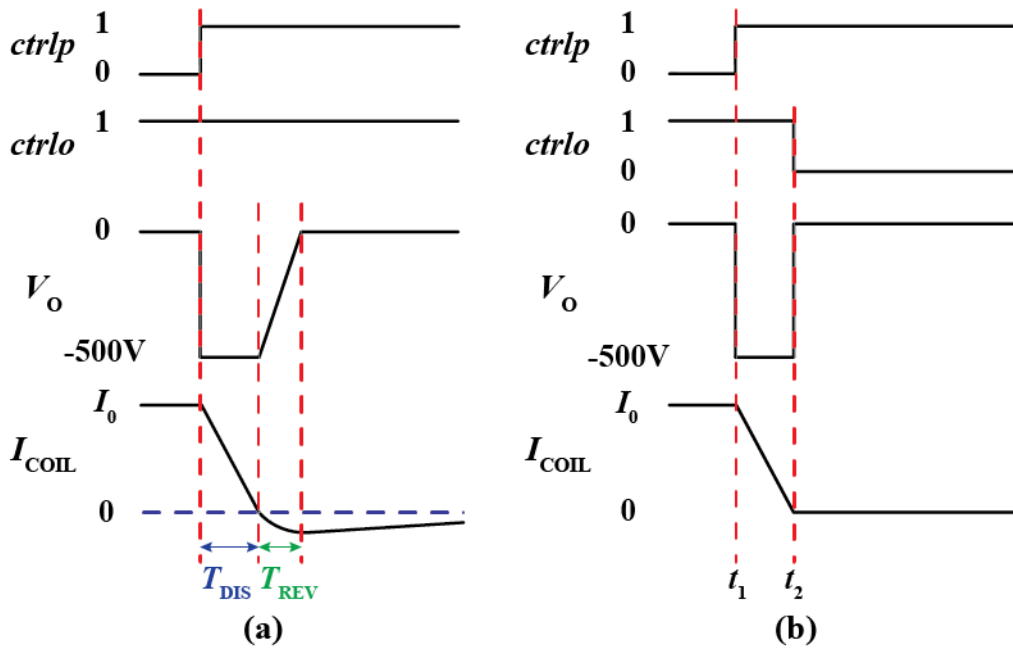 ctrlp 1 0
ctrlo 1
0
V_O
-500V
I_0
I_COIL
0
T_DIS T_REV
(a)
ctrlp 1 0
ctrlo 1 0
0
V_O
-500V
I_0
I_COIL
0
t_1 t_2
(b)